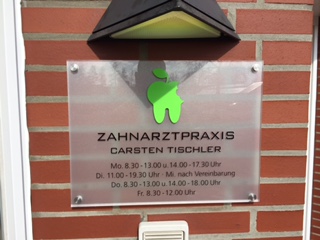 ZAHNARZTPRAXIS
CARSTEN TISCHLER
Mo. 8.30 - 13.00 u. 14.00 - 17.30 Uhr
Di. 11.00 - 19.30 Uhr · Mi. nach Vereinbarung
Do. 8.30 - 13.00 u. 14.00 - 18.00 Uhr
Fr. 8.30 - 12.00 Uhr